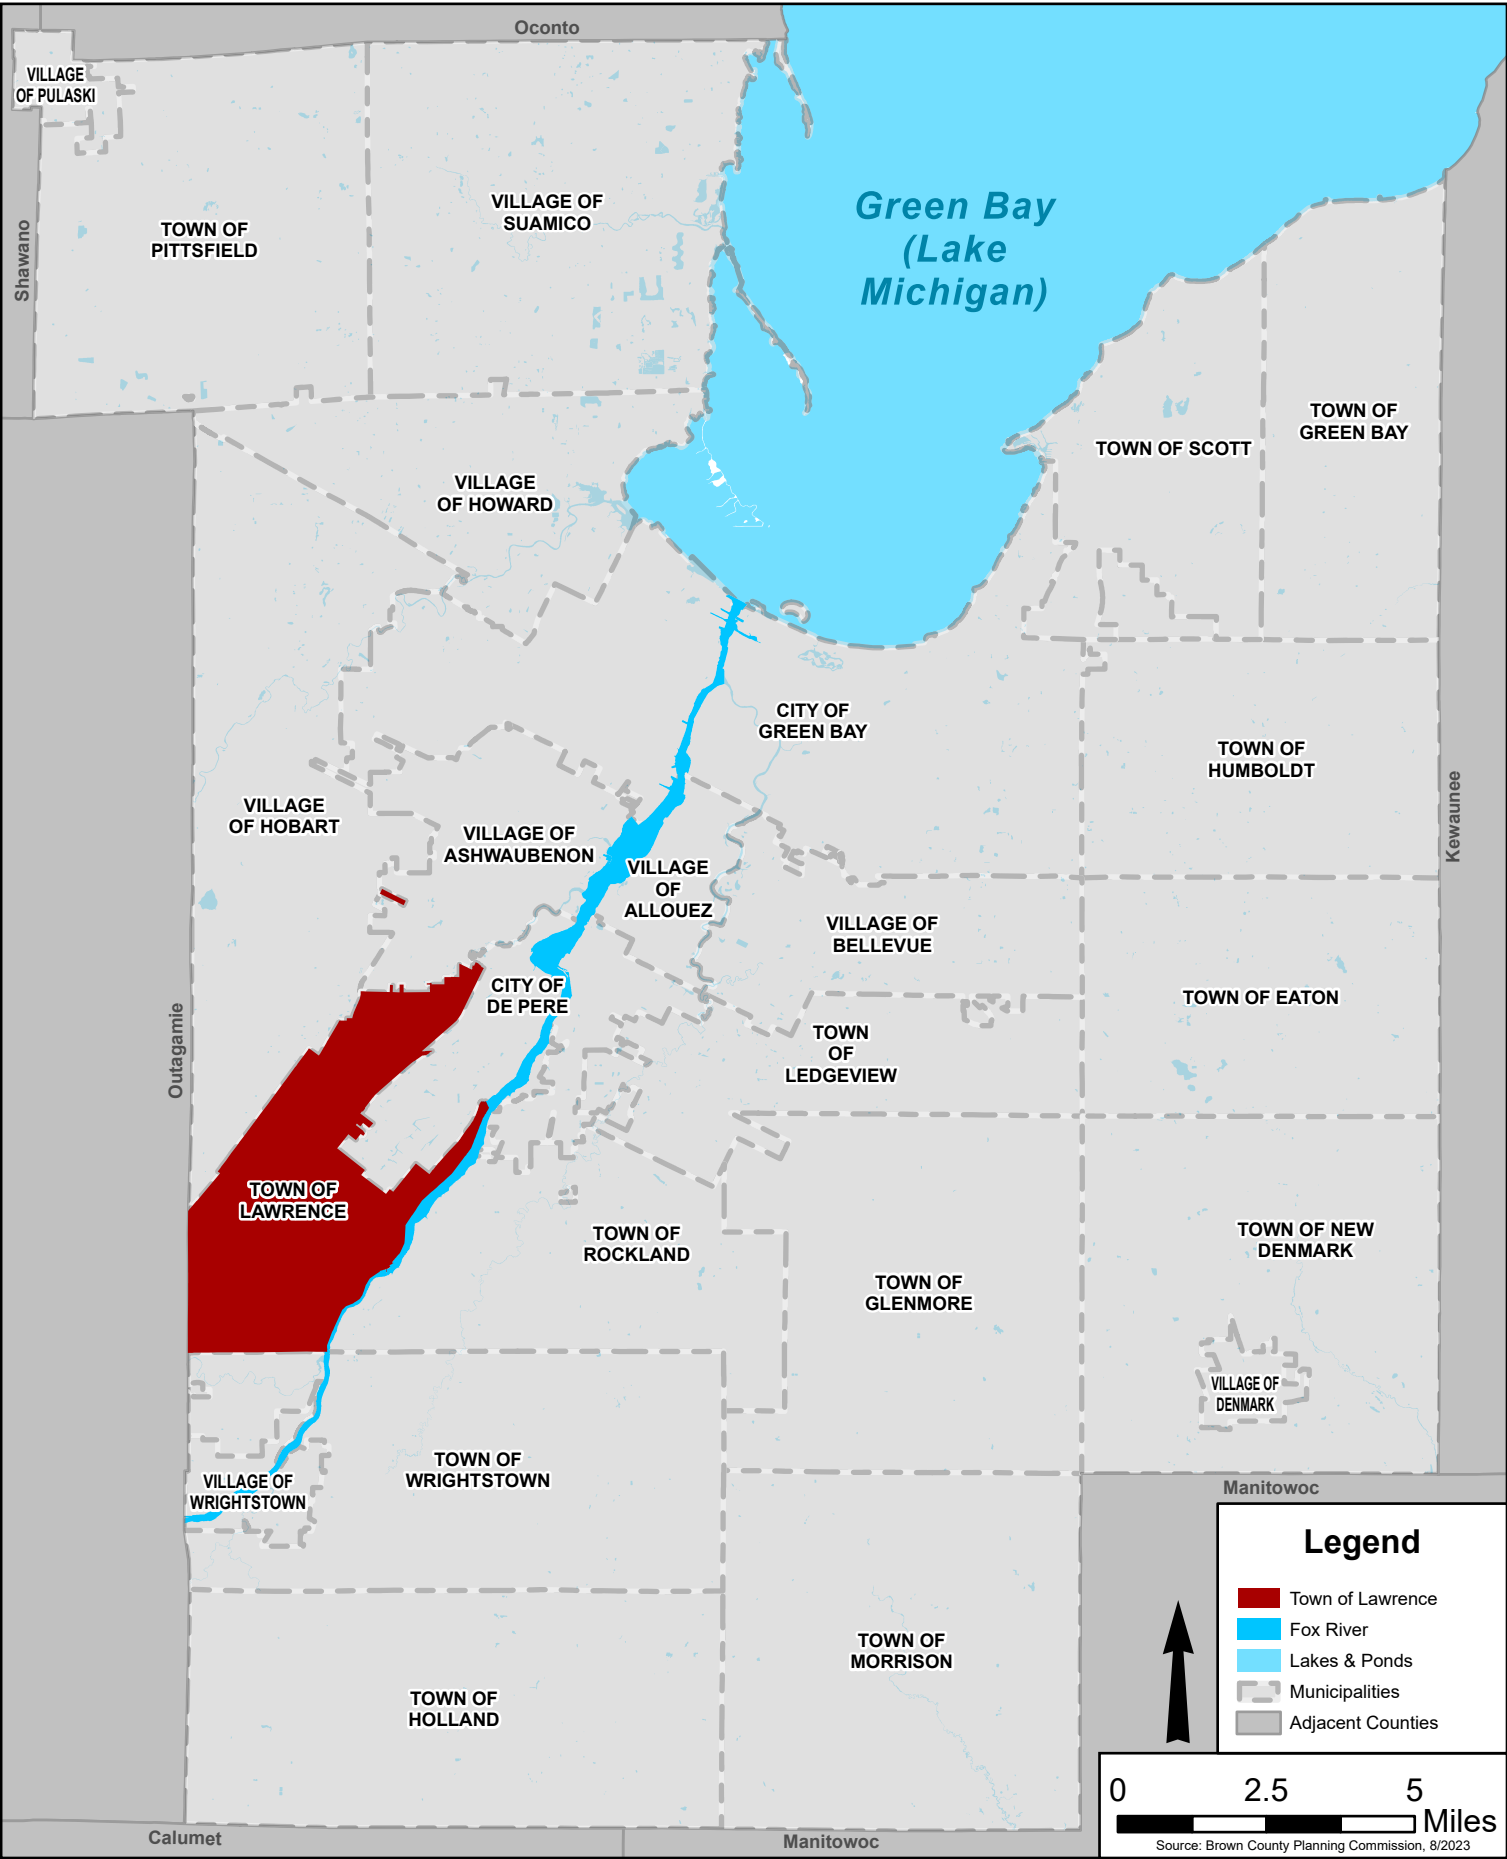 Oconto
VILLAGE
OF PULASKI
Shawano
TOWN OF
PITTSFIELD
VILLAGE OF
SUAMICO
Green Bay
(Lake
Michigan)
TOWN OF
GREEN BAY
TOWN OF SCOTT
VILLAGE
OF HOWARD
CITY OF
GREEN BAY
TOWN OF
HUMBOLDT
Kewaunee
VILLAGE
OF HOBART
VILLAGE OF
ASHWAUBENON
VILLAGE
OF
ALLOUEZ
VILLAGE OF
BELLEVUE
CITY OF
DE PERE
TOWN OF EATON
Outagamie
TOWN
OF
LEDGEVIEW
TOWN OF
LAWRENCE
TOWN OF
ROCKLAND
TOWN OF NEW
DENMARK
TOWN OF
GLENMORE
VILLAGE OF
DENMARK
TOWN OF
WRIGHTSTOWN
VILLAGE OF
WRIGHTSTOWN
Manitowoc
TOWN OF
MORRISON
TOWN OF
HOLLAND
Calumet
Manitowoc
Legend
Town of Lawrence
Fox River
Lakes & Ponds
Municipalities
Adjacent Counties
0 2.5 5
Miles
Source: Brown County Planning Commission, 8/2023